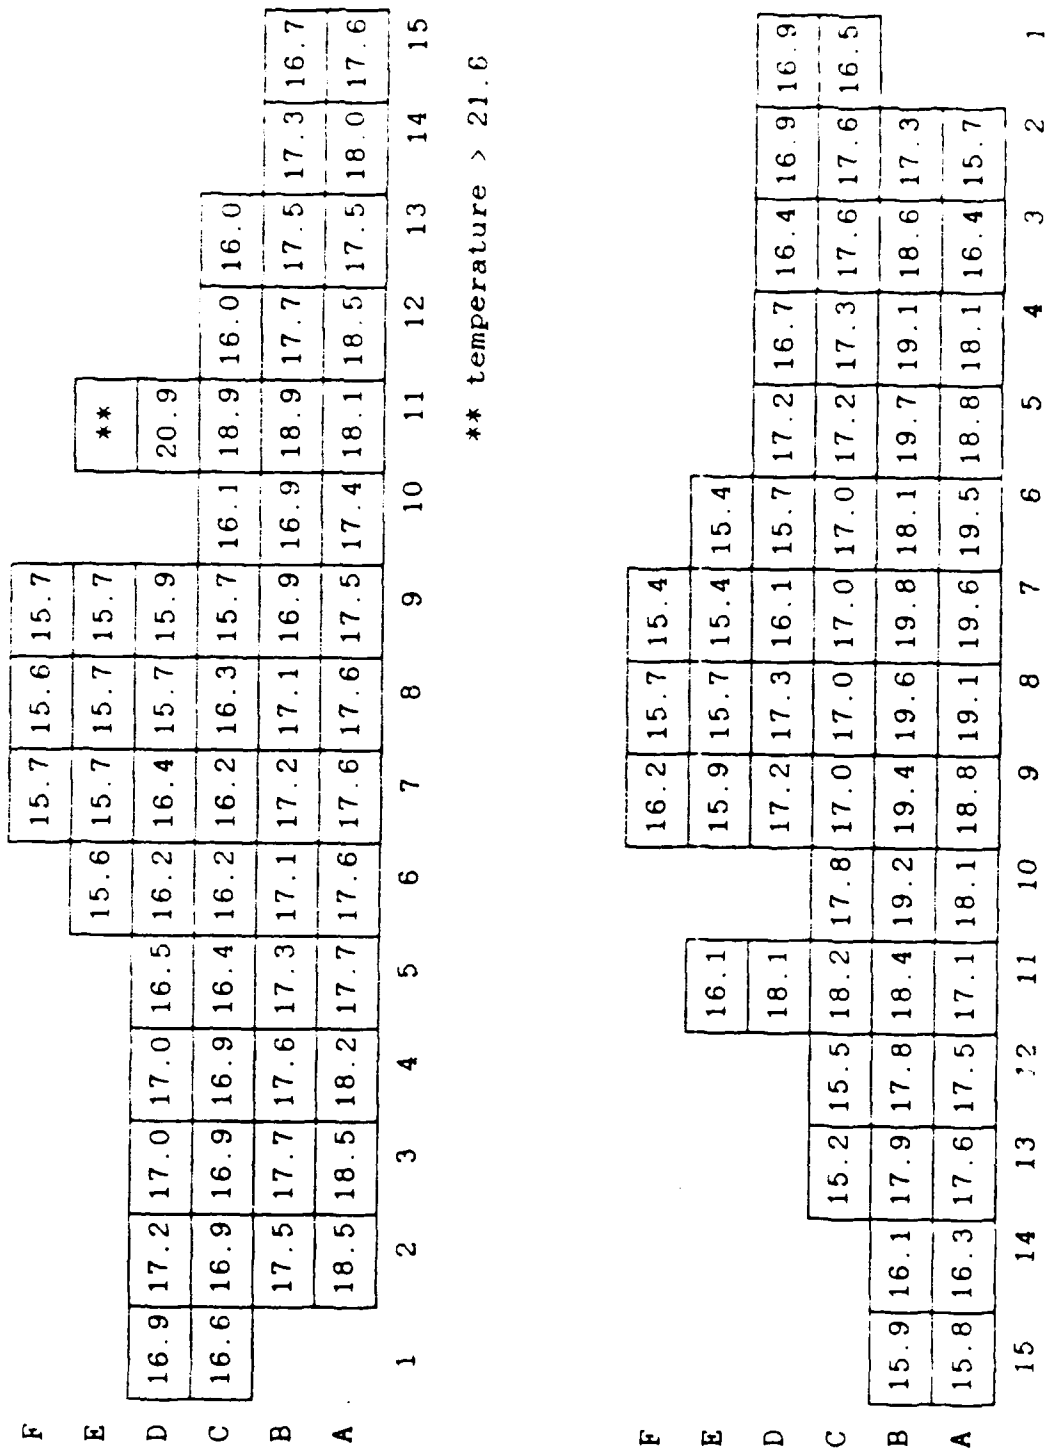 F 15.7 15.6 15.7
E 15.6 15.7 15.7 15.7 **
D 16.9 17.2 17.0 17.0 16.5 16.2 16.4 15.7 15.9 20.9
C 16.6 16.9 16.9 16.9 16.4 16.2 16.2 16.3 15.7 16.1 18.9 16.0 16.0
B 17.5 17.7 17.6 17.3 17.1 17.2 17.1 16.9 16.9 18.9 17.7 17.5 17.3 16.7
A 18.5 18.5 18.2 17.7 17.6 17.6 17.6 17.5 17.4 18.1 18.5 17.5 18.0 17.6
1 2 3 4 5 6 7 8 9 10 11 12 13 14 15
** temperature > 21.6
F 16.2 15.7 15.4
E 16.1 15.9 15.7 15.4 15.4
D 18.1 17.2 17.3 16.1 15.7 17.2 16.7 16.4 16.9 16.9
C 15.2 15.5 18.2 17.8 17.0 17.0 17.0 17.0 17.2 17.3 17.6 17.6 16.5
B 15.9 16.1 17.9 17.8 18.4 19.2 19.4 19.6 19.8 18.1 19.7 19.1 18.6 17.3
A 15.8 16.3 17.6 17.5 17.1 18.1 18.8 19.1 19.6 19.5 18.8 18.1 16.4 15.7
15 14 13 12 11 10 9 8 7 6 5 4 3 2 1